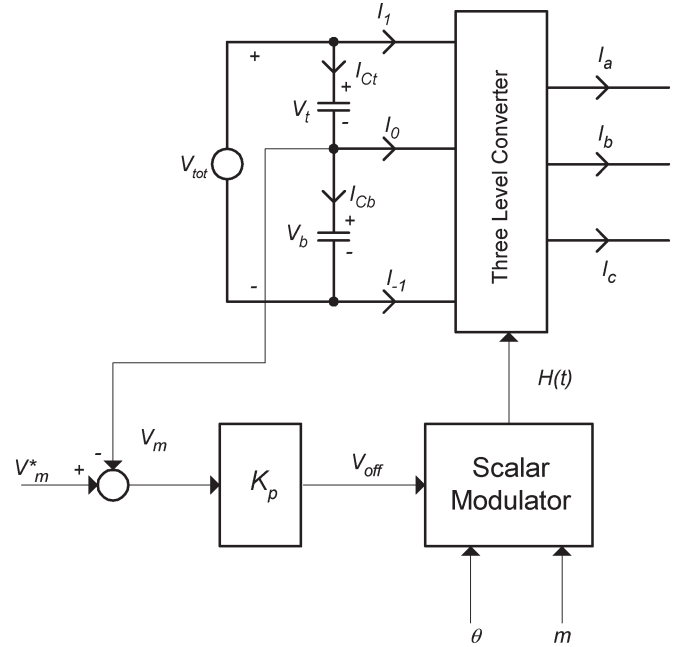 I1
Ia
+
ICt
+
Vt
-
I0
Ib
Three Level Converter
Vtot
ICb
+
Vb
-
Ic
-
I-1
H(t)
-
Vm
V*m
+
Kp
Voff
Scalar
Modulator
θ
m